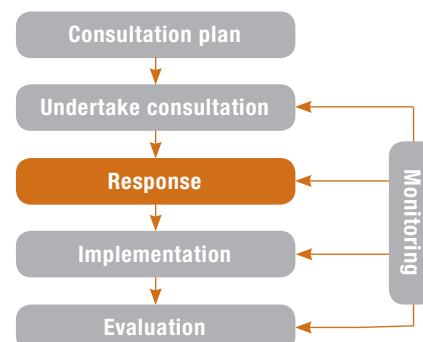 Consultation plan
Undertake consultation
Response
Monitoring
Implementation
Evaluation